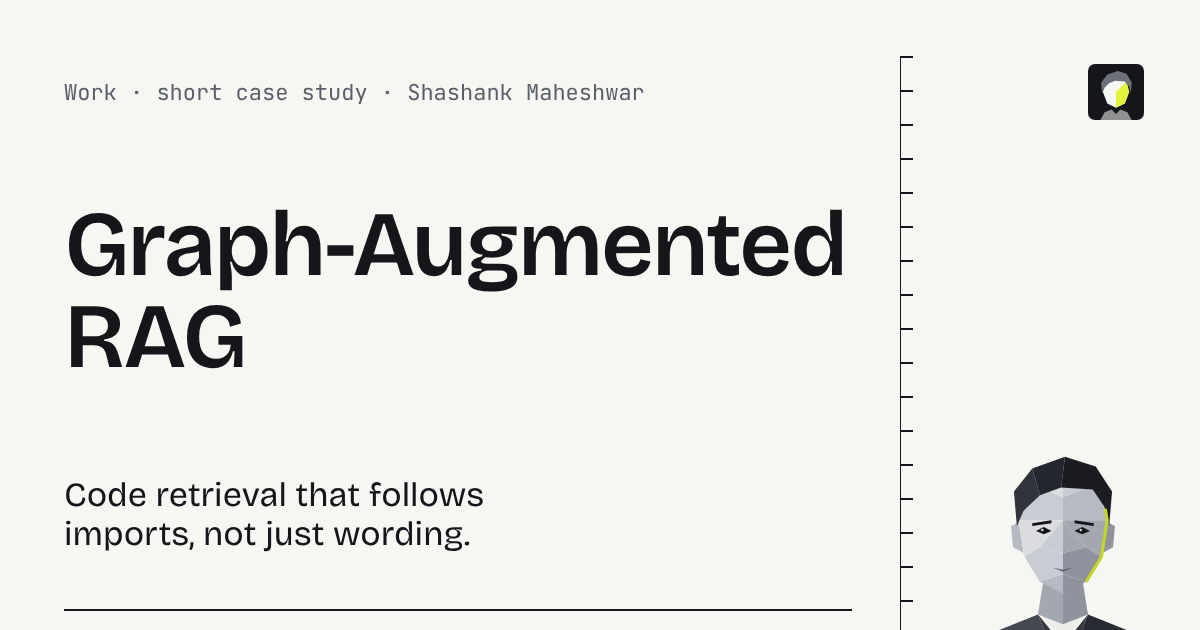 Work · short case study · Shashank Maheshwar
Graph-Augmented
RAG
Code retrieval that follows
imports, not just wording.